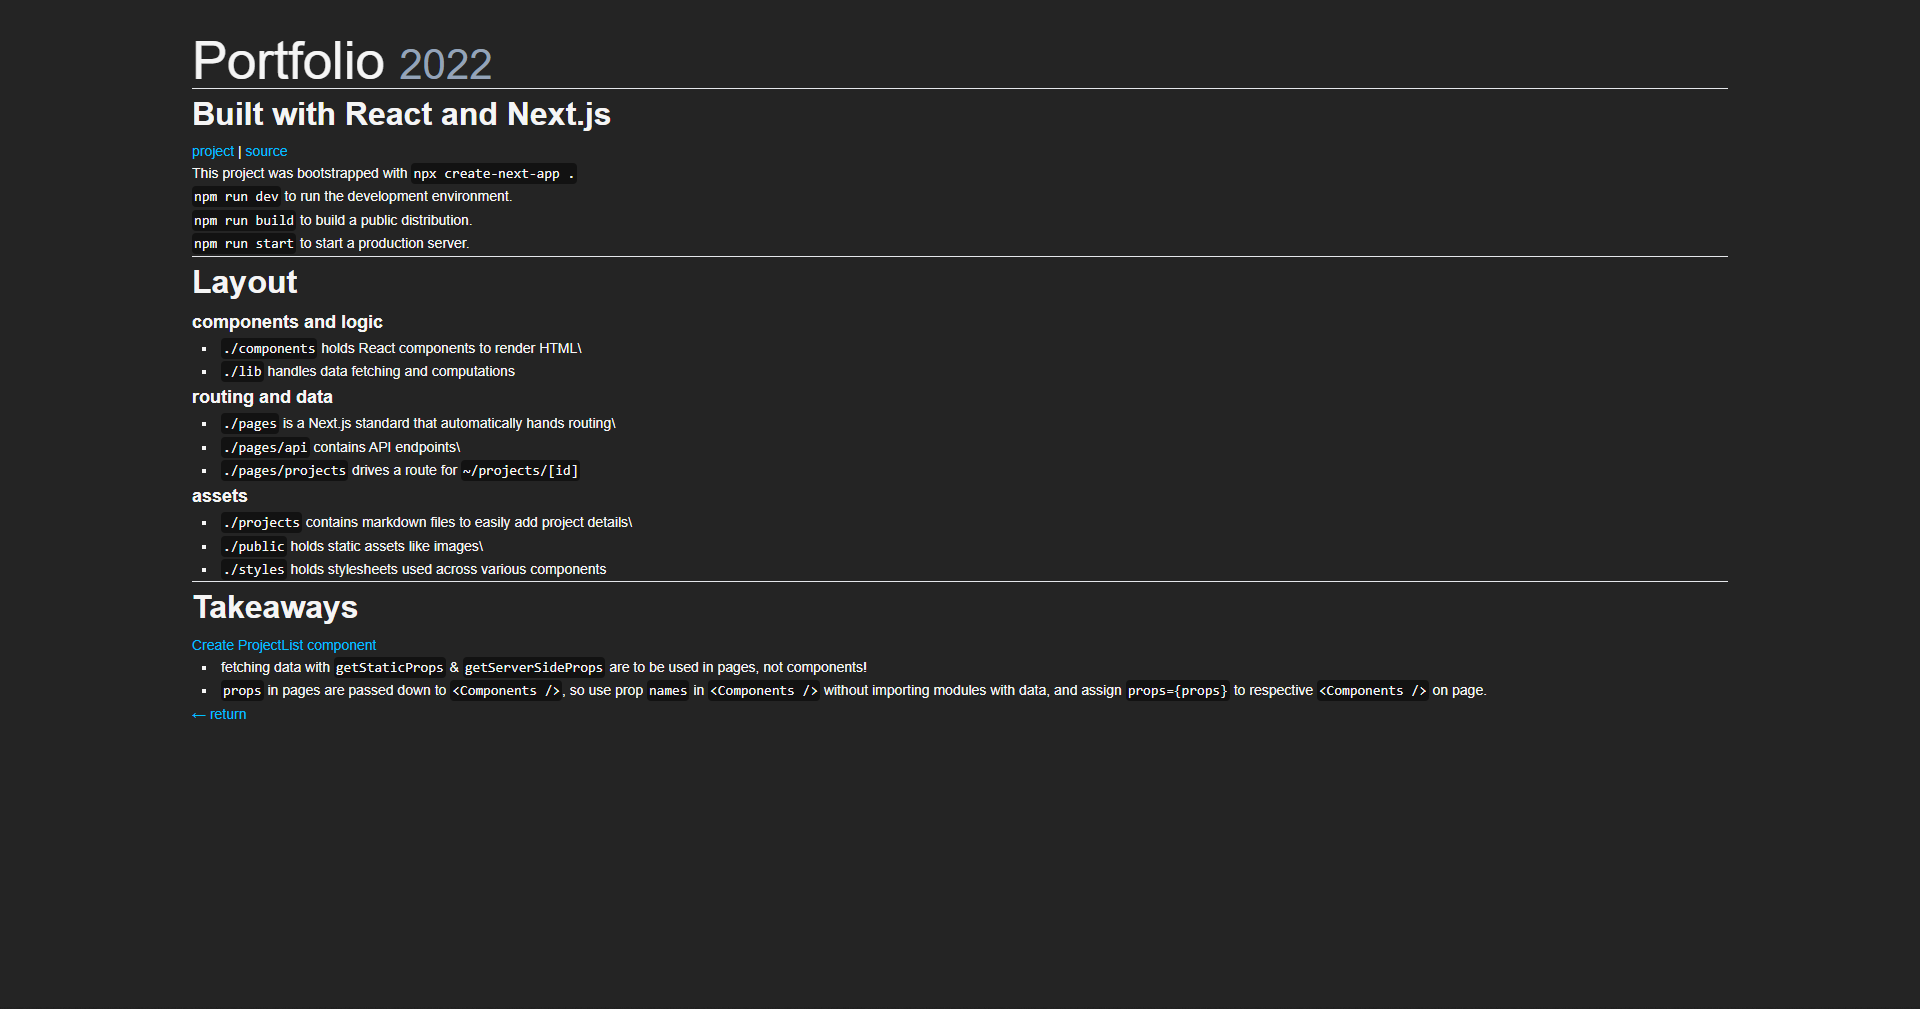 Portfolio 2022
Built with React and Next.js
project | source
This project was bootstrapped with npx create-next-app .
npm run dev to run the development environment.
npm run build to build a public distribution.
npm run start to start a production server.
Layout
components and logic
▪ ./components holds React components to render HTML\
▪ ./lib handles data fetching and computations
routing and data
▪ ./pages is a Next.js standard that automatically hands routing\
▪ ./pages/api contains API endpoints\
▪ ./pages/projects drives a route for ~/projects/[id]
assets
▪ ./projects contains markdown files to easily add project details\
▪ ./public holds static assets like images\
▪ ./styles holds stylesheets used across various components
Takeaways
Create ProjectList component
▪ fetching data with getStaticProps & getServerSideProps are to be used in pages, not components!
▪ props in pages are passed down to <Components />, so use prop names in <Components /> without importing modules with data, and assign props={props} to respective <Components /> on page.
← return